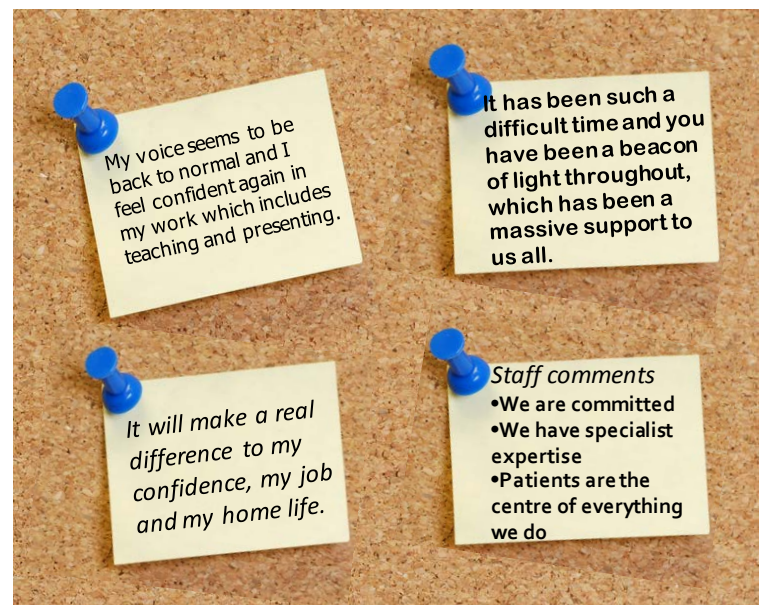 My voice seems to be
back to normal and I
feel confident again in
my work which includes
teaching and presenting.
It has been such a
difficult time and you
have been a beacon
of light throughout,
which has been a
massive support to
us all.
It will make a real
difference to my
confidence, my job
and my home life.
Staff comments
•We are committed
•We have specialist
expertise
•Patients are the
centre of everything
we do